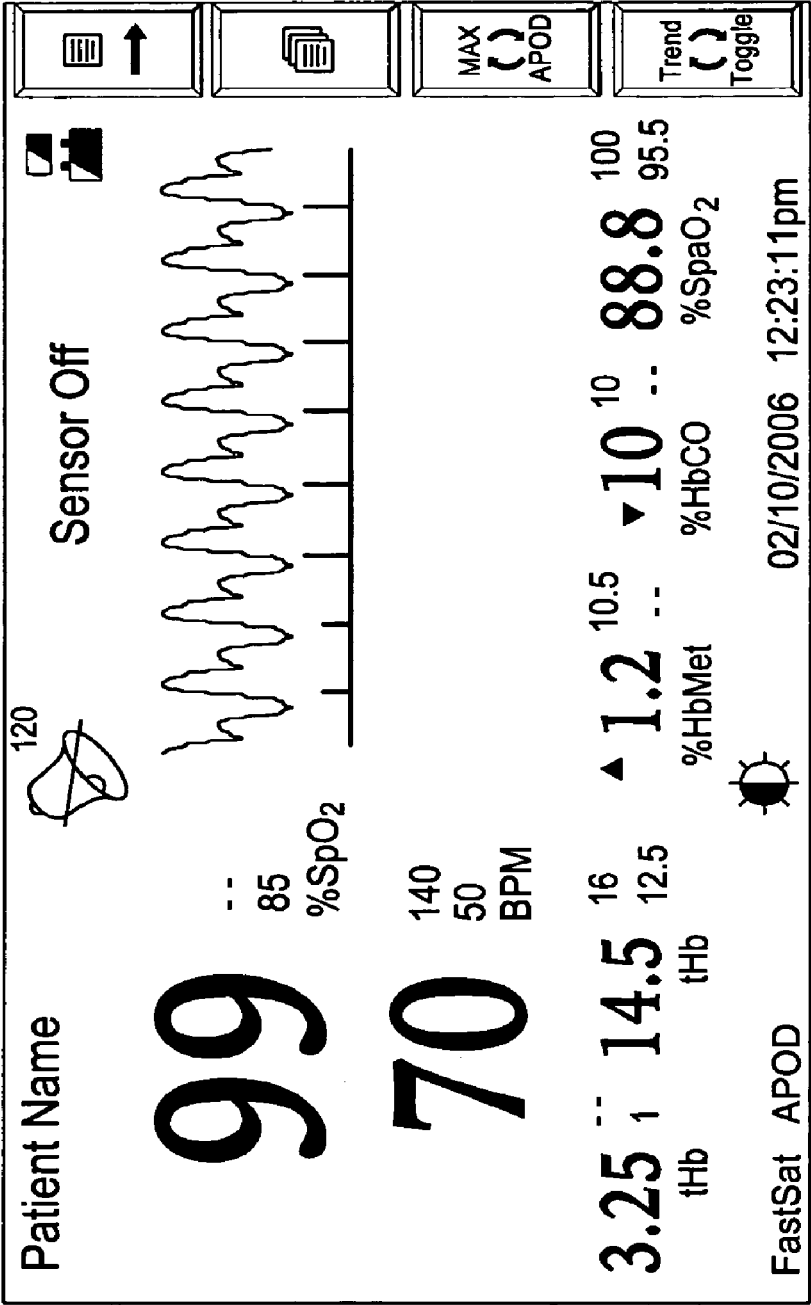 Patient Name
120
Sensor Off
99
- -
85
%SpO2
70
140
50
BPM
3.25
- -
1
tHb
14.5
16
12.5
tHb
▲ 1.2
10.5
- -
%HbMet
▼10
10
- -
%HbCO
88.8
100
95.5
%SpaO2
FastSat APOD
02/10/2006 12:23:11pm
MAX
APOD
Trend
Toggle